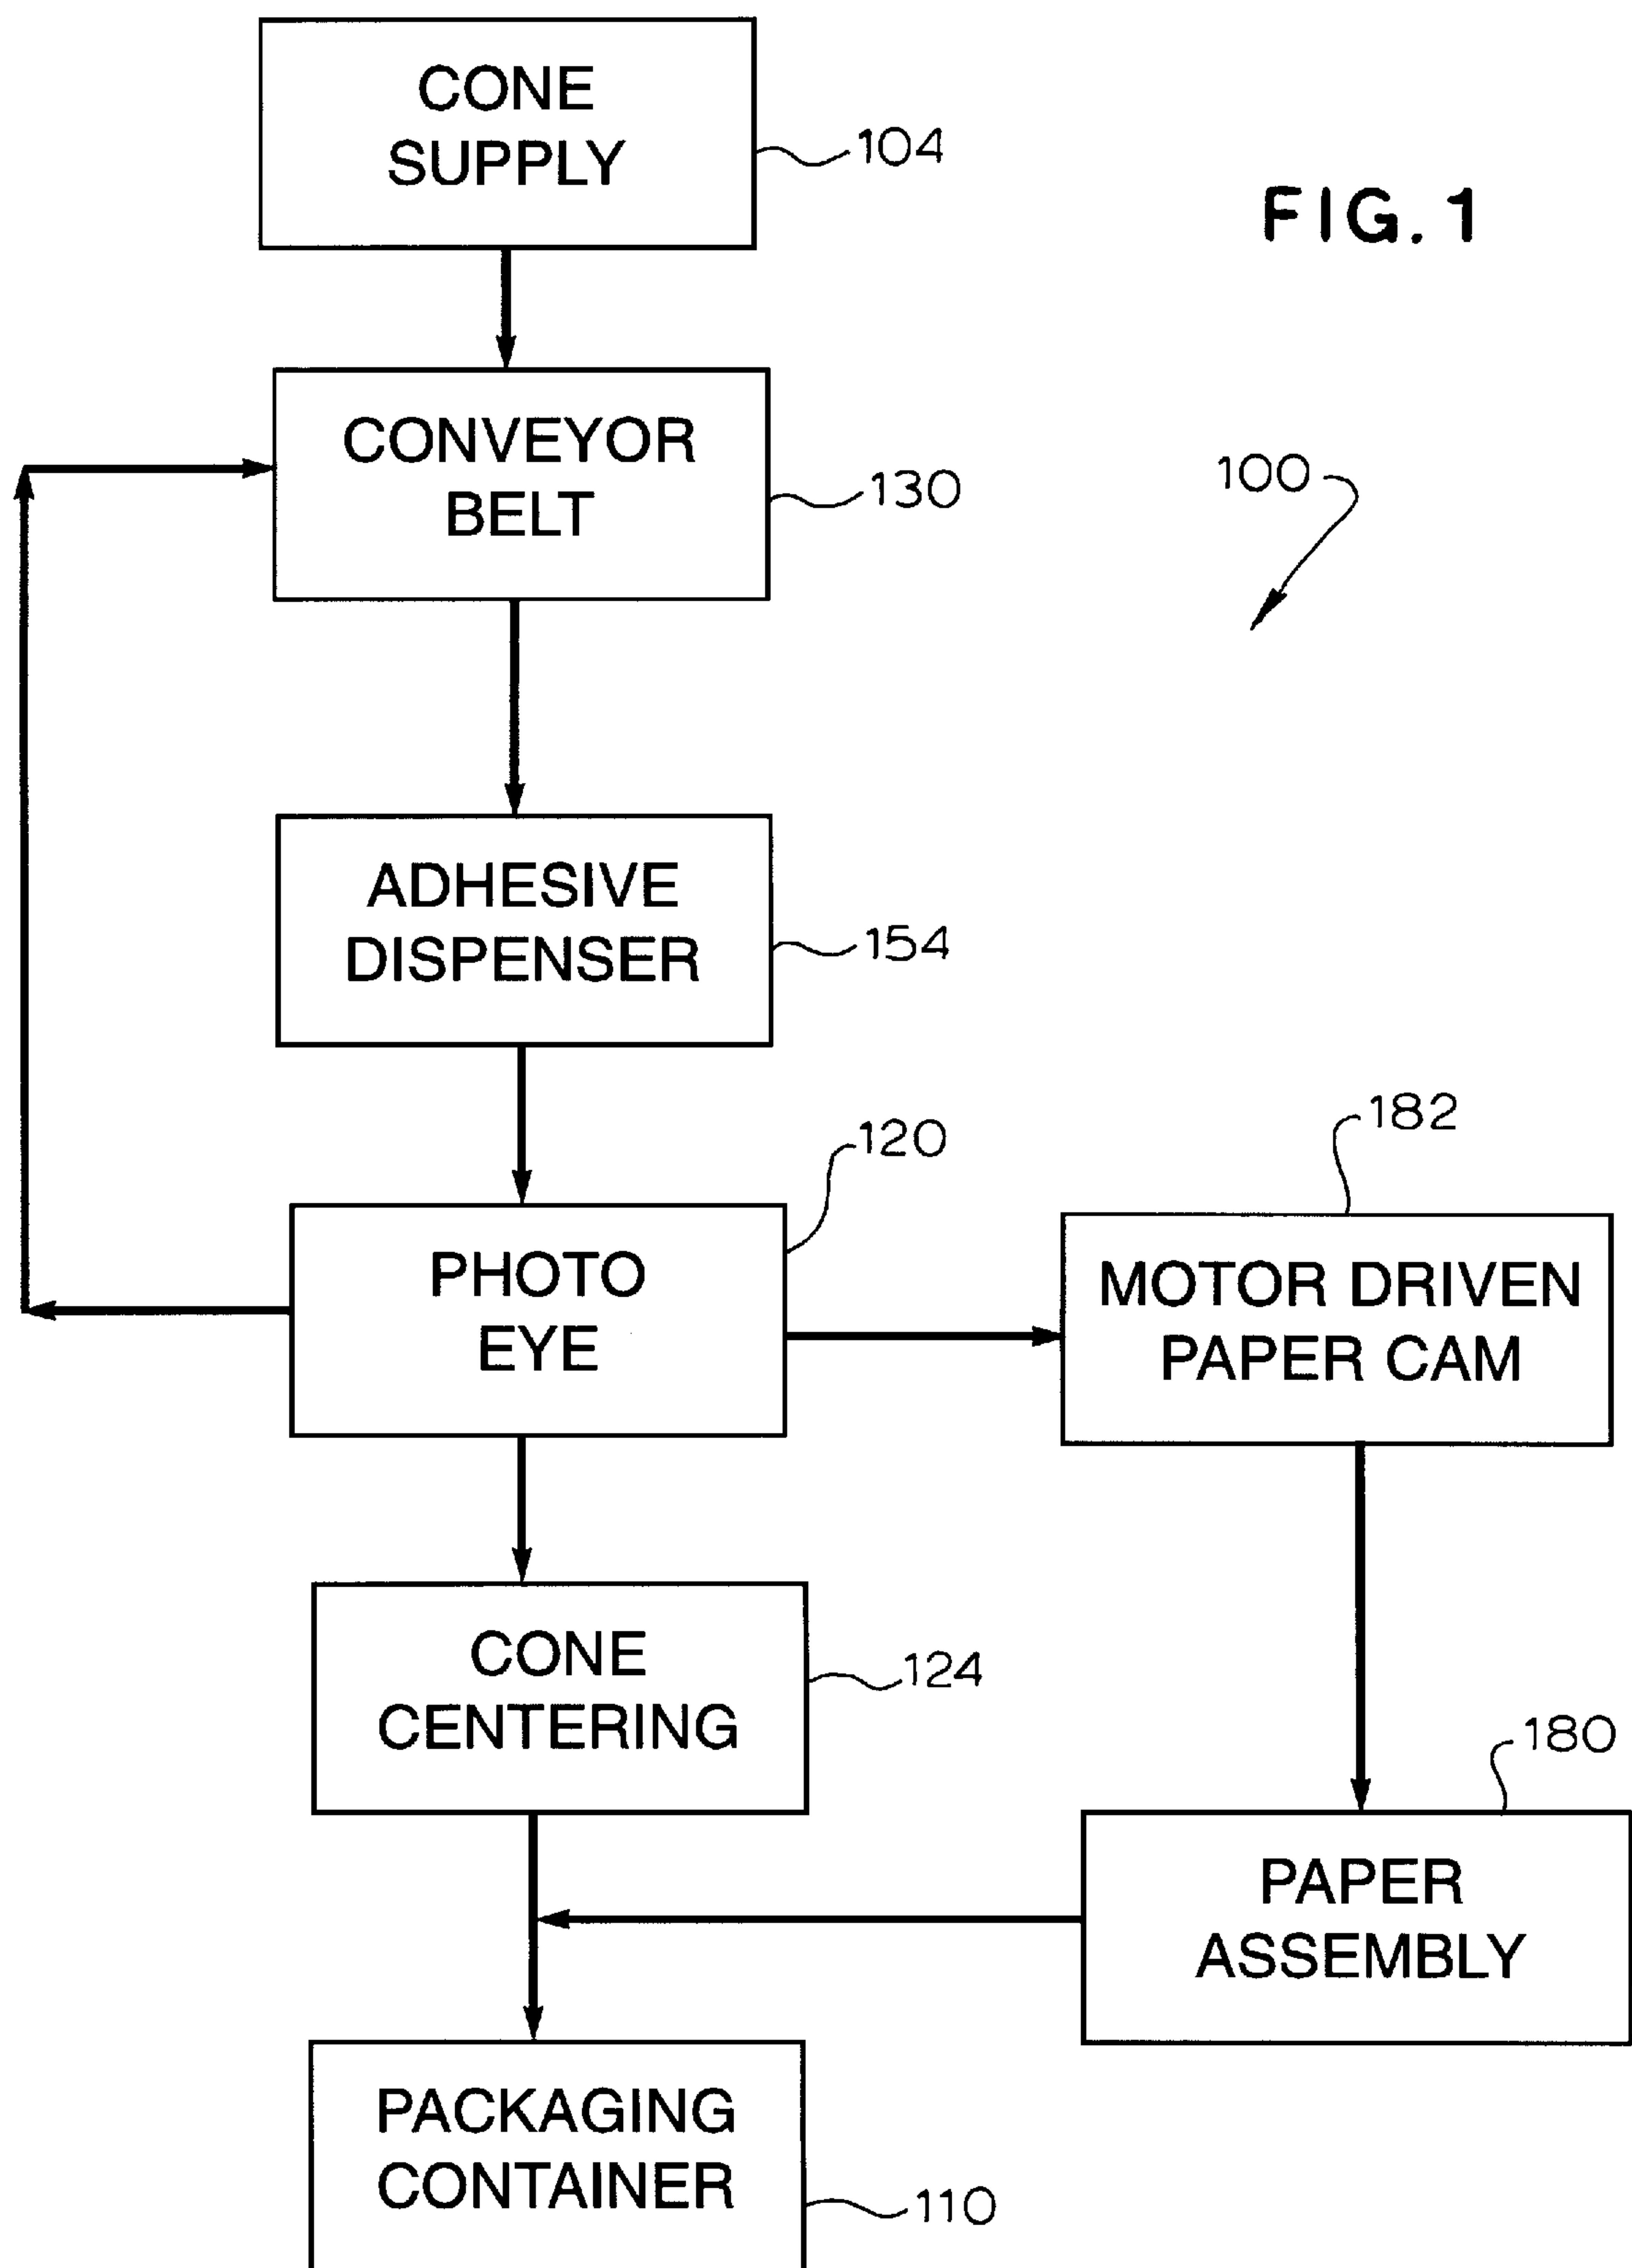 CONE
SUPPLY
104
FIG. 1
CONVEYOR
BELT
130
100
ADHESIVE
DISPENSER
154
120
182
PHOTO
EYE
MOTOR DRIVEN
PAPER CAM
CONE
CENTERING
124
180
PAPER
ASSEMBLY
PACKAGING
CONTAINER
110